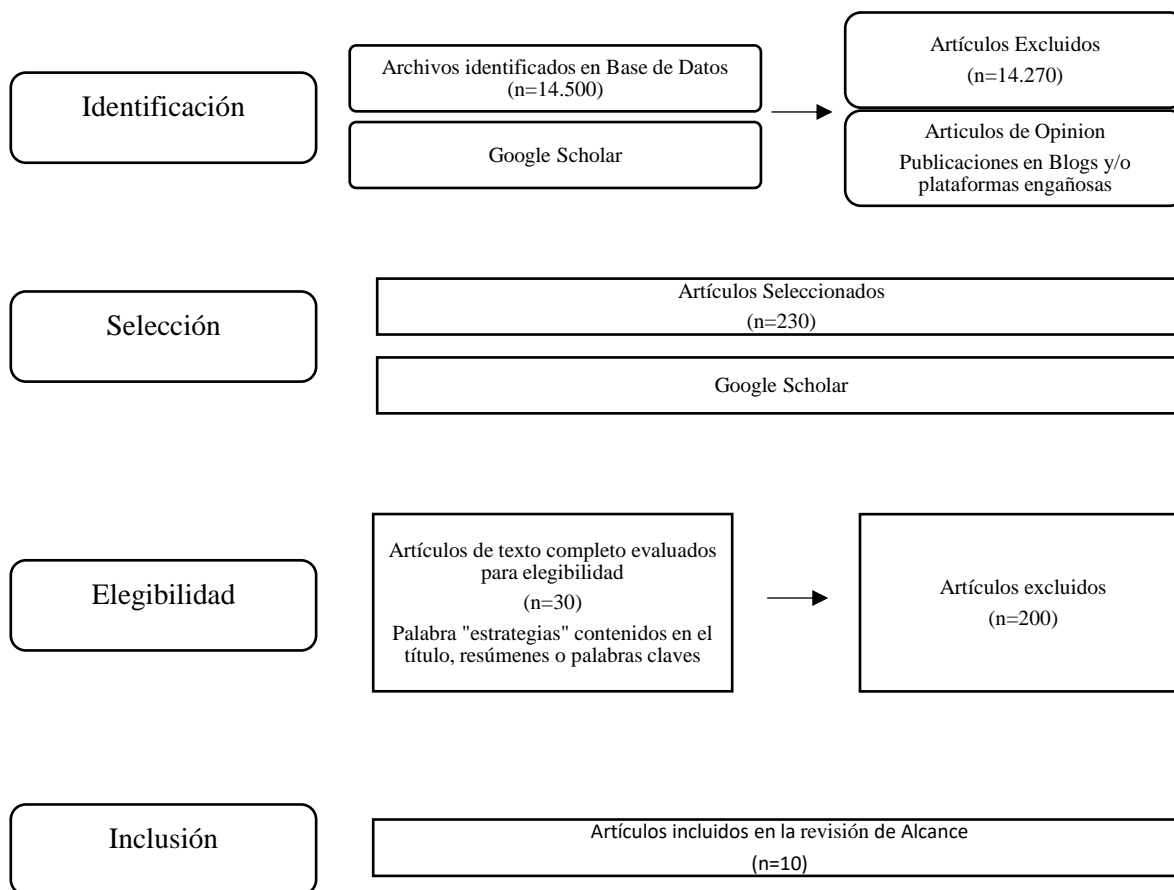 Identificación
Archivos identificados en Base de Datos
(n=14.500)
Google Scholar
Artículos Excluidos
(n=14.270)
Articulos de Opinion
Publicaciones en Blogs y/o
plataformas engañosas
Selección
Artículos Seleccionados
(n=230)
Google Scholar
Elegibilidad
Artículos de texto completo evaluados
para elegibilidad
(n=30)
Palabra "estrategias" contenidos en el
título, resúmenes o palabras claves
Artículos excluidos
(n=200)
Inclusión
Artículos incluidos en la revisión de Alcance
(n=10)